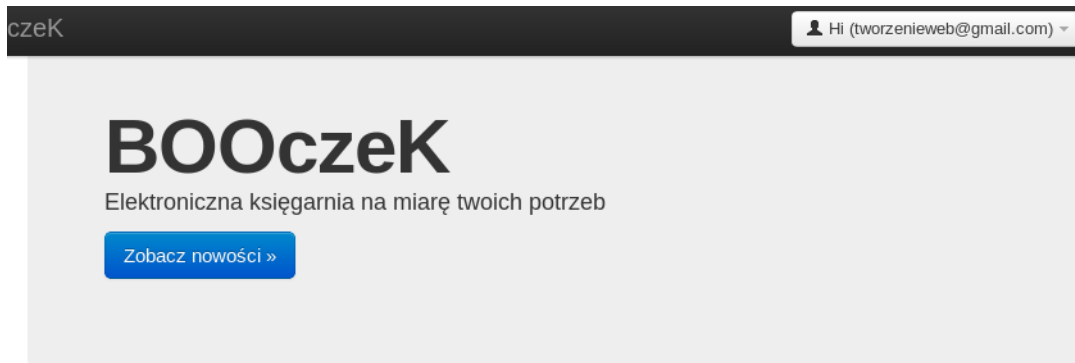 czeK
Hi (tworzenieweb@gmail.com)
BOOczeK
Elektroniczna księgarnia na miarę twoich potrzeb
Zobacz nowości »